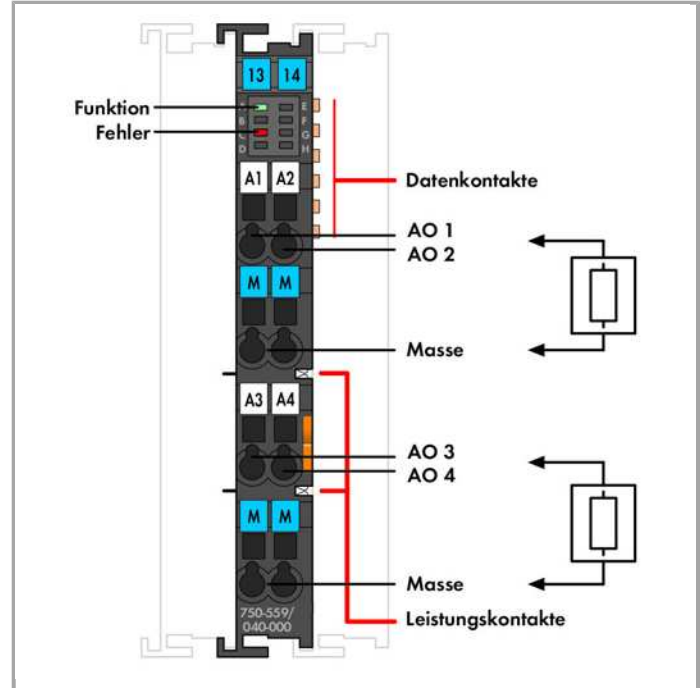 13 14
Funktion
A E
B F
Fehler
C G
D H
A1 A2
Datenkontakte
AO 1
AO 2
M M
Masse
A3 A4
AO 3
AO 4
M M
Masse
750-559/
040-000
Leistungskontakte